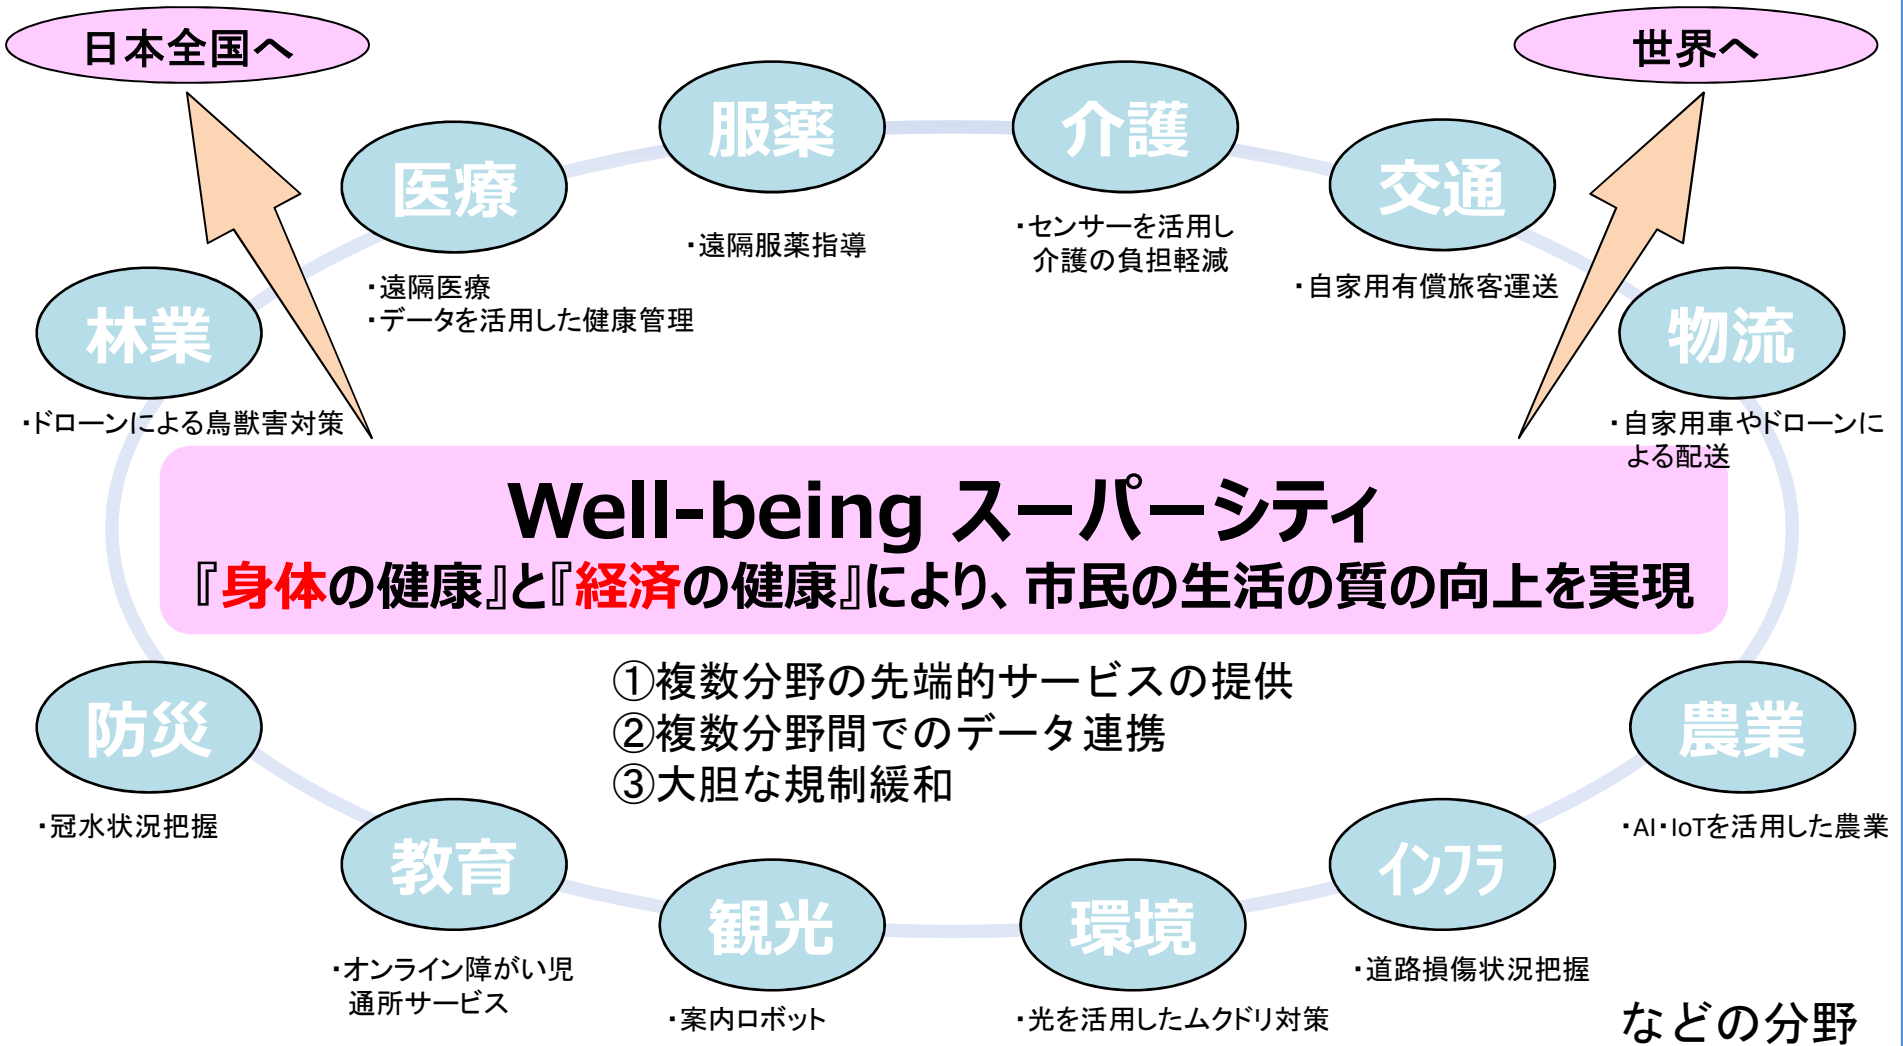 日本全国へ
世界へ
服薬
介護
医療
交通
・遠隔服薬指導
・センサーを活用し
介護の負担軽減
・遠隔医療
・データを活用した健康管理
・自家用有償旅客運送
林業
物流
・ドローンによる鳥獣害対策
・自家用車やドローンに
よる配送
Well-being スーパーシティ
『身体の健康』と『経済の健康』により、市民の生活の質の向上を実現
①複数分野の先端的サービスの提供
②複数分野間でのデータ連携
③大胆な規制緩和
防災
農業
・冠水状況把握
・AI・IoTを活用した農業
教育
インフラ
観光
環境
・オンライン障がい児
通所サービス
・道路損傷状況把握
・案内ロボット
・光を活用したムクドリ対策
などの分野